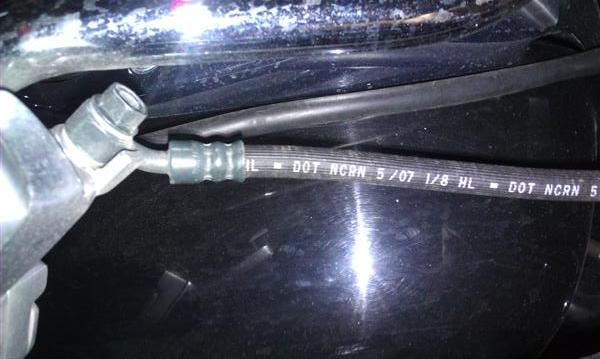 HL = DOT NCRN 5/07 1/8 HL = DOT NCRN 5